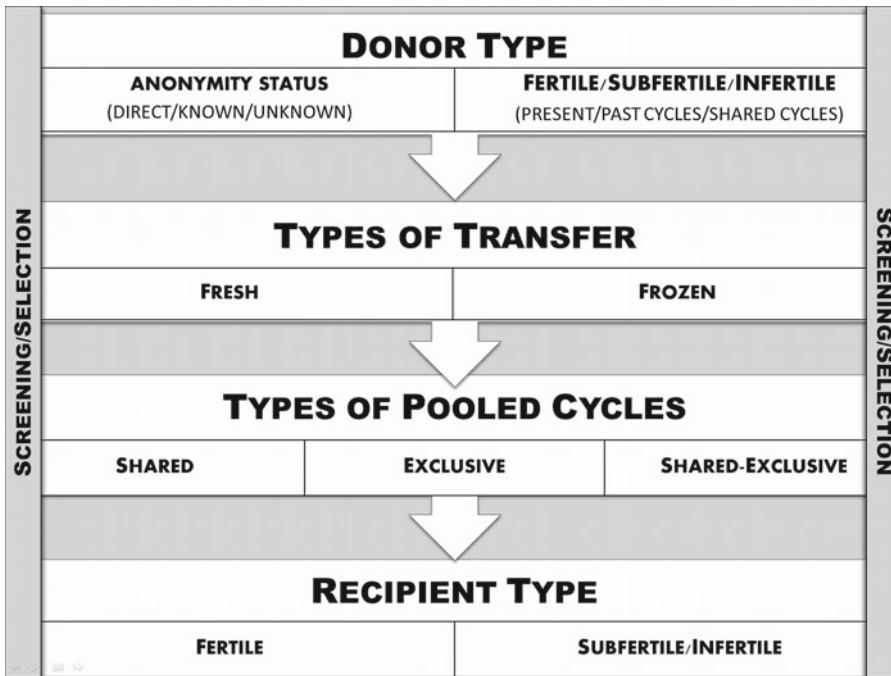 DONOR TYPE
ANONYMITY STATUS
(DIRECT/KNOWN/UNKNOWN)
FERTILE/SUBFERTILE/INFERTILE
(PRESENT/PAST CYCLES/SHARED CYCLES)
SCREENING/SELECTION
SCREENING/SELECTION
TYPES OF TRANSFER
FRESH
FROZEN
TYPES OF POOLED CYCLES
SHARED
EXCLUSIVE
SHARED-EXCLUSIVE
RECIPIENT TYPE
FERTILE
SUBFERTILE/INFERTILE